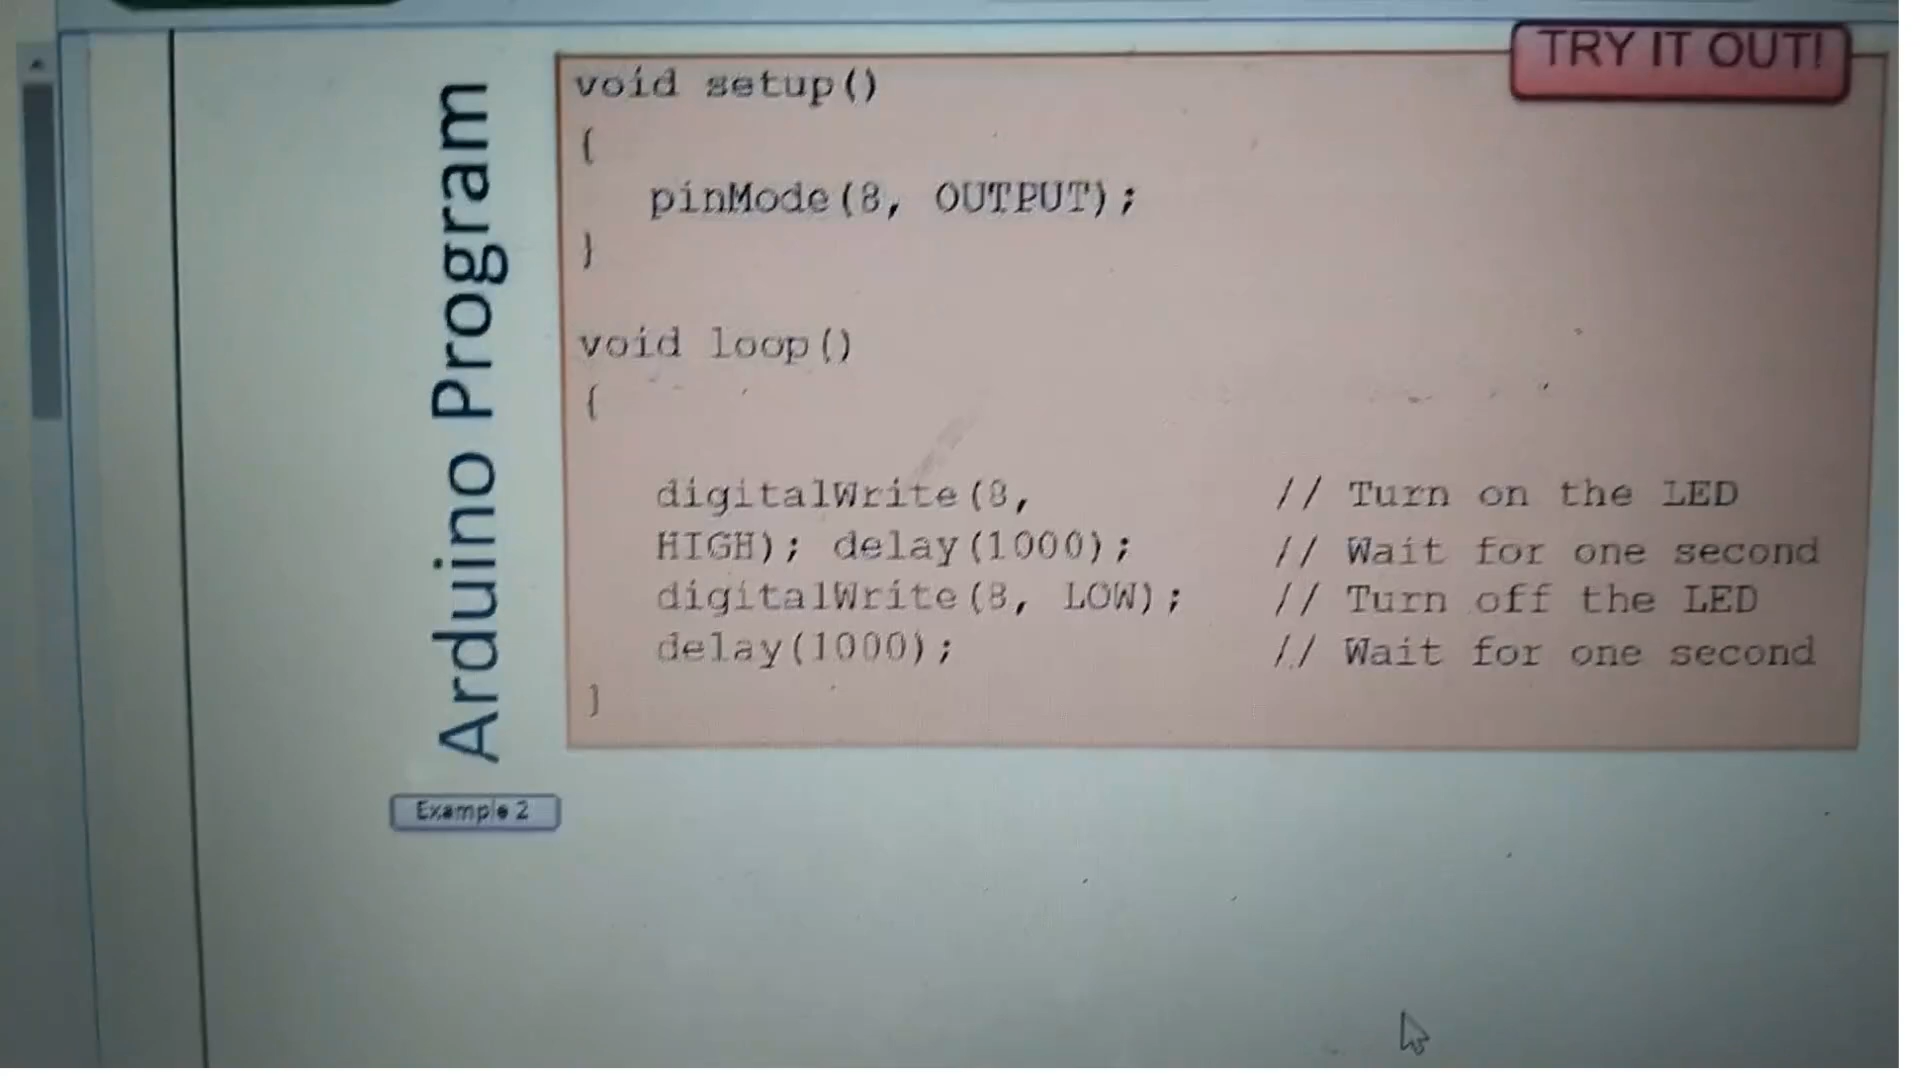 TRY IT OUT!
Arduino Program
void setup()
{
pinMode(8, OUTPUT);
}
void loop()
{
digitalWrite(8, // Turn on the LED
HIGH); delay(1000); // Wait for one second
digitalWrite(8, LOW); // Turn off the LED
delay(1000); // Wait for one second
}
Example 2